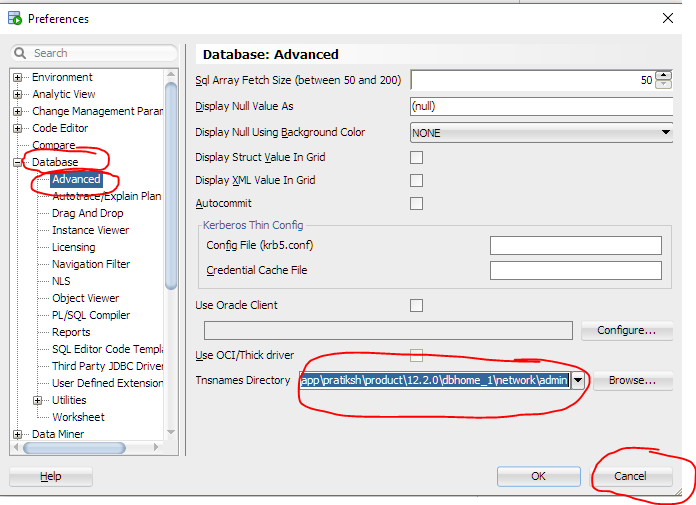 Preferences
Search
Environment
Analytic View
Change Management Param
Code Editor
Compare
Database
Advanced
Autotrace/Explain Plan
Drag And Drop
Instance Viewer
Licensing
Navigation Filter
NLS
Object Viewer
PL/SQL Compiler
Reports
SQL Editor Code Templa
Third Party JDBC Driver
User Defined Extension
Utilities
Worksheet
Data Miner
Database: Advanced
Sql Array Fetch Size (between 50 and 200) 50
Display Null Value As (null)
Display Null Using Background Color NONE
Display Struct Value In Grid
Display XML Value In Grid
Autocommit
Kerberos Thin Config
Config File (krb5.conf)
Credential Cache File
Use Oracle Client
Configure...
Use OCI/Thick driver
Tnsnames Directory app\pratiksh\product\12.2.0\dbhome_1\network\admin Browse...
Help OK Cancel